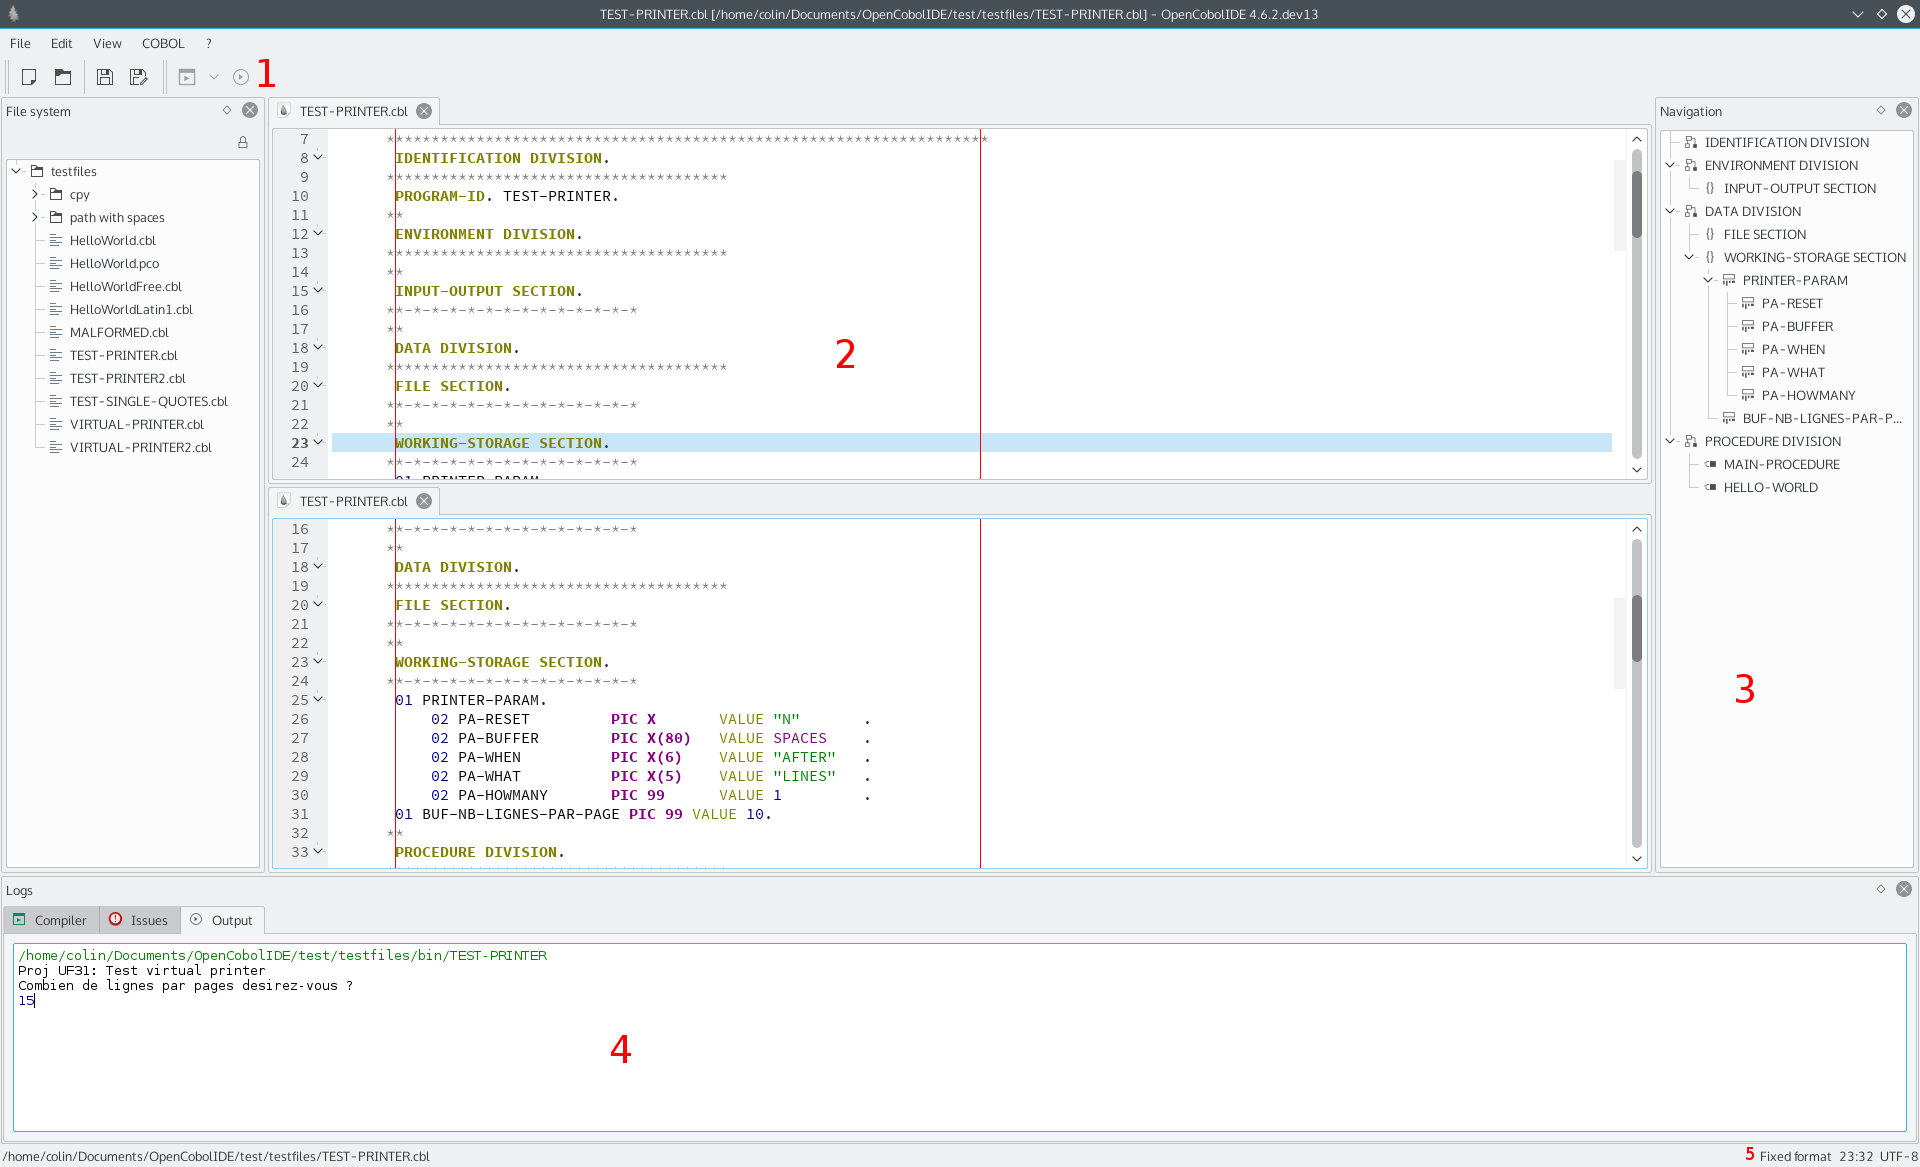 TEST-PRINTER.cbl [/home/colin/Documents/OpenCobolIDE/test/testfiles/TEST-PRINTER.cbl] - OpenCobolIDE 4.6.2.dev13
File Edit View COBOL ?
1
File system
testfiles
cpy
path with spaces
HelloWorld.cbl
HelloWorld.pco
HelloWorldFree.cbl
HelloWorldLatin1.cbl
MALFORMED.cbl
TEST-PRINTER.cbl
TEST-PRINTER2.cbl
TEST-SINGLE-QUOTES.cbl
VIRTUAL-PRINTER.cbl
VIRTUAL-PRINTER2.cbl
TEST-PRINTER.cbl
7 *******************************************************************
8 IDENTIFICATION DIVISION.
9 **************************************
10 PROGRAM-ID. TEST-PRINTER.
11 **
12 ENVIRONMENT DIVISION.
13 **************************************
14 **
15 INPUT-OUTPUT SECTION.
16 **-*-*-*-*-*-*-*-*-*-*-*-*-*
17 **
18 DATA DIVISION.
19 **************************************
20 FILE SECTION.
21 **-*-*-*-*-*-*-*-*-*-*-*-*-*
22 **
23 WORKING-STORAGE SECTION.
24 **-*-*-*-*-*-*-*-*-*-*-*-*-*
01 PRINTER-PARAM
2
TEST-PRINTER.cbl
16 **-*-*-*-*-*-*-*-*-*-*-*-*-*
17 **
18 DATA DIVISION.
19 **************************************
20 FILE SECTION.
21 **-*-*-*-*-*-*-*-*-*-*-*-*-*
22 **
23 WORKING-STORAGE SECTION.
24 **-*-*-*-*-*-*-*-*-*-*-*-*-*
25 01 PRINTER-PARAM.
26 02 PA-RESET PIC X VALUE "N" .
27 02 PA-BUFFER PIC X(80) VALUE SPACES .
28 02 PA-WHEN PIC X(6) VALUE "AFTER" .
29 02 PA-WHAT PIC X(5) VALUE "LINES" .
30 02 PA-HOWMANY PIC 99 VALUE 1 .
31 01 BUF-NB-LIGNES-PAR-PAGE PIC 99 VALUE 10.
32 **
33 PROCEDURE DIVISION.
Navigation
IDENTIFICATION DIVISION
ENVIRONMENT DIVISION
{} INPUT-OUTPUT SECTION
DATA DIVISION
{} FILE SECTION
{} WORKING-STORAGE SECTION
PRINTER-PARAM
PA-RESET
PA-BUFFER
PA-WHEN
PA-WHAT
PA-HOWMANY
BUF-NB-LIGNES-PAR-P...
PROCEDURE DIVISION
MAIN-PROCEDURE
HELLO-WORLD
3
Logs
Compiler Issues Output
/home/colin/Documents/OpenCobolIDE/test/testfiles/bin/TEST-PRINTER
Proj UF31: Test virtual printer
Combien de lignes par pages desirez-vous ?
15
4
/home/colin/Documents/OpenCobolIDE/test/testfiles/TEST-PRINTER.cbl
5 Fixed format 23:32 UTF-8